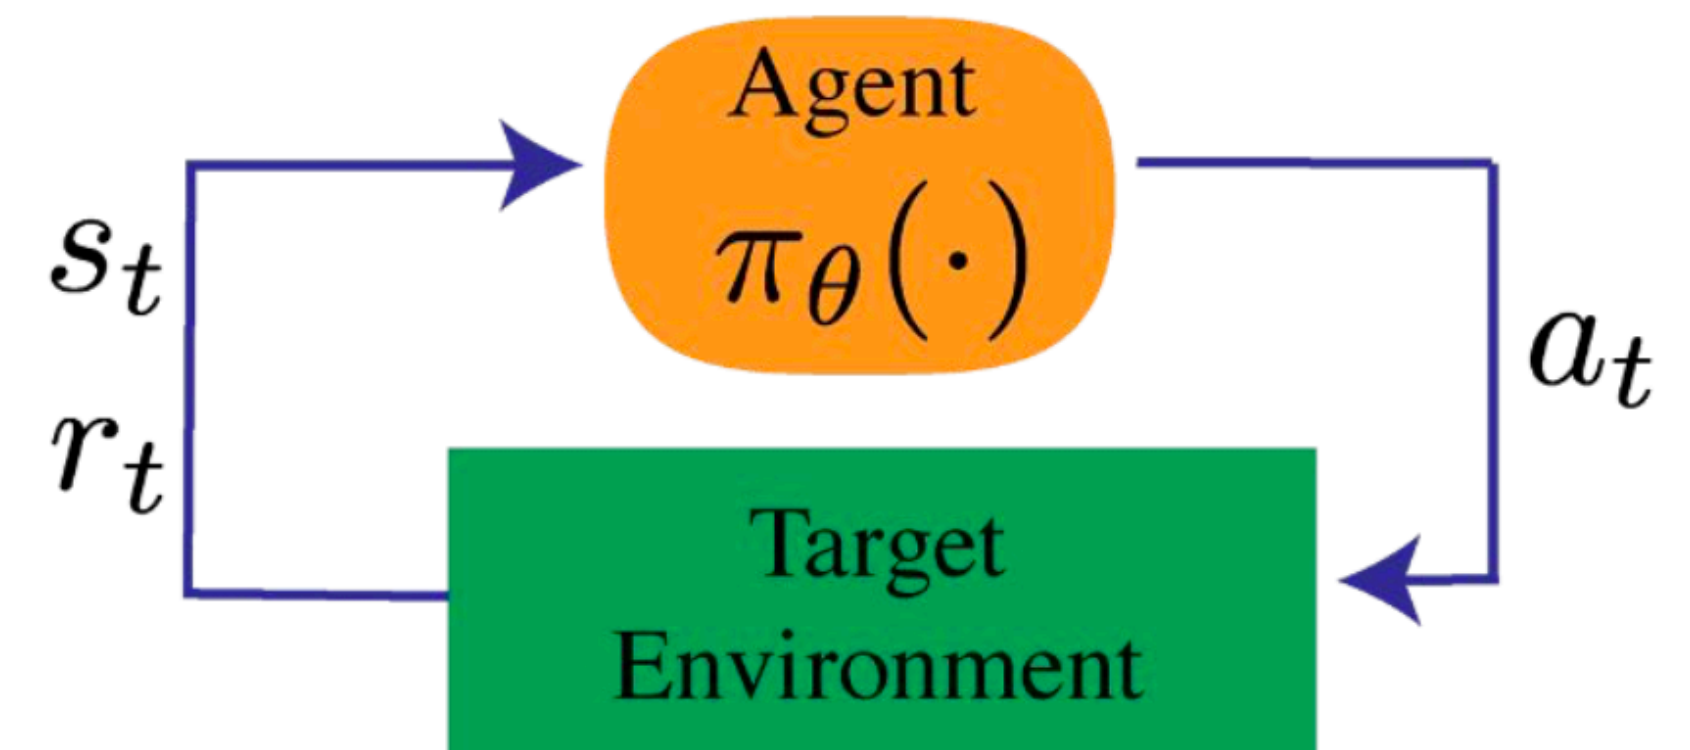 Agent
π_θ(·)
s_t
r_t
a_t
Target
Environment